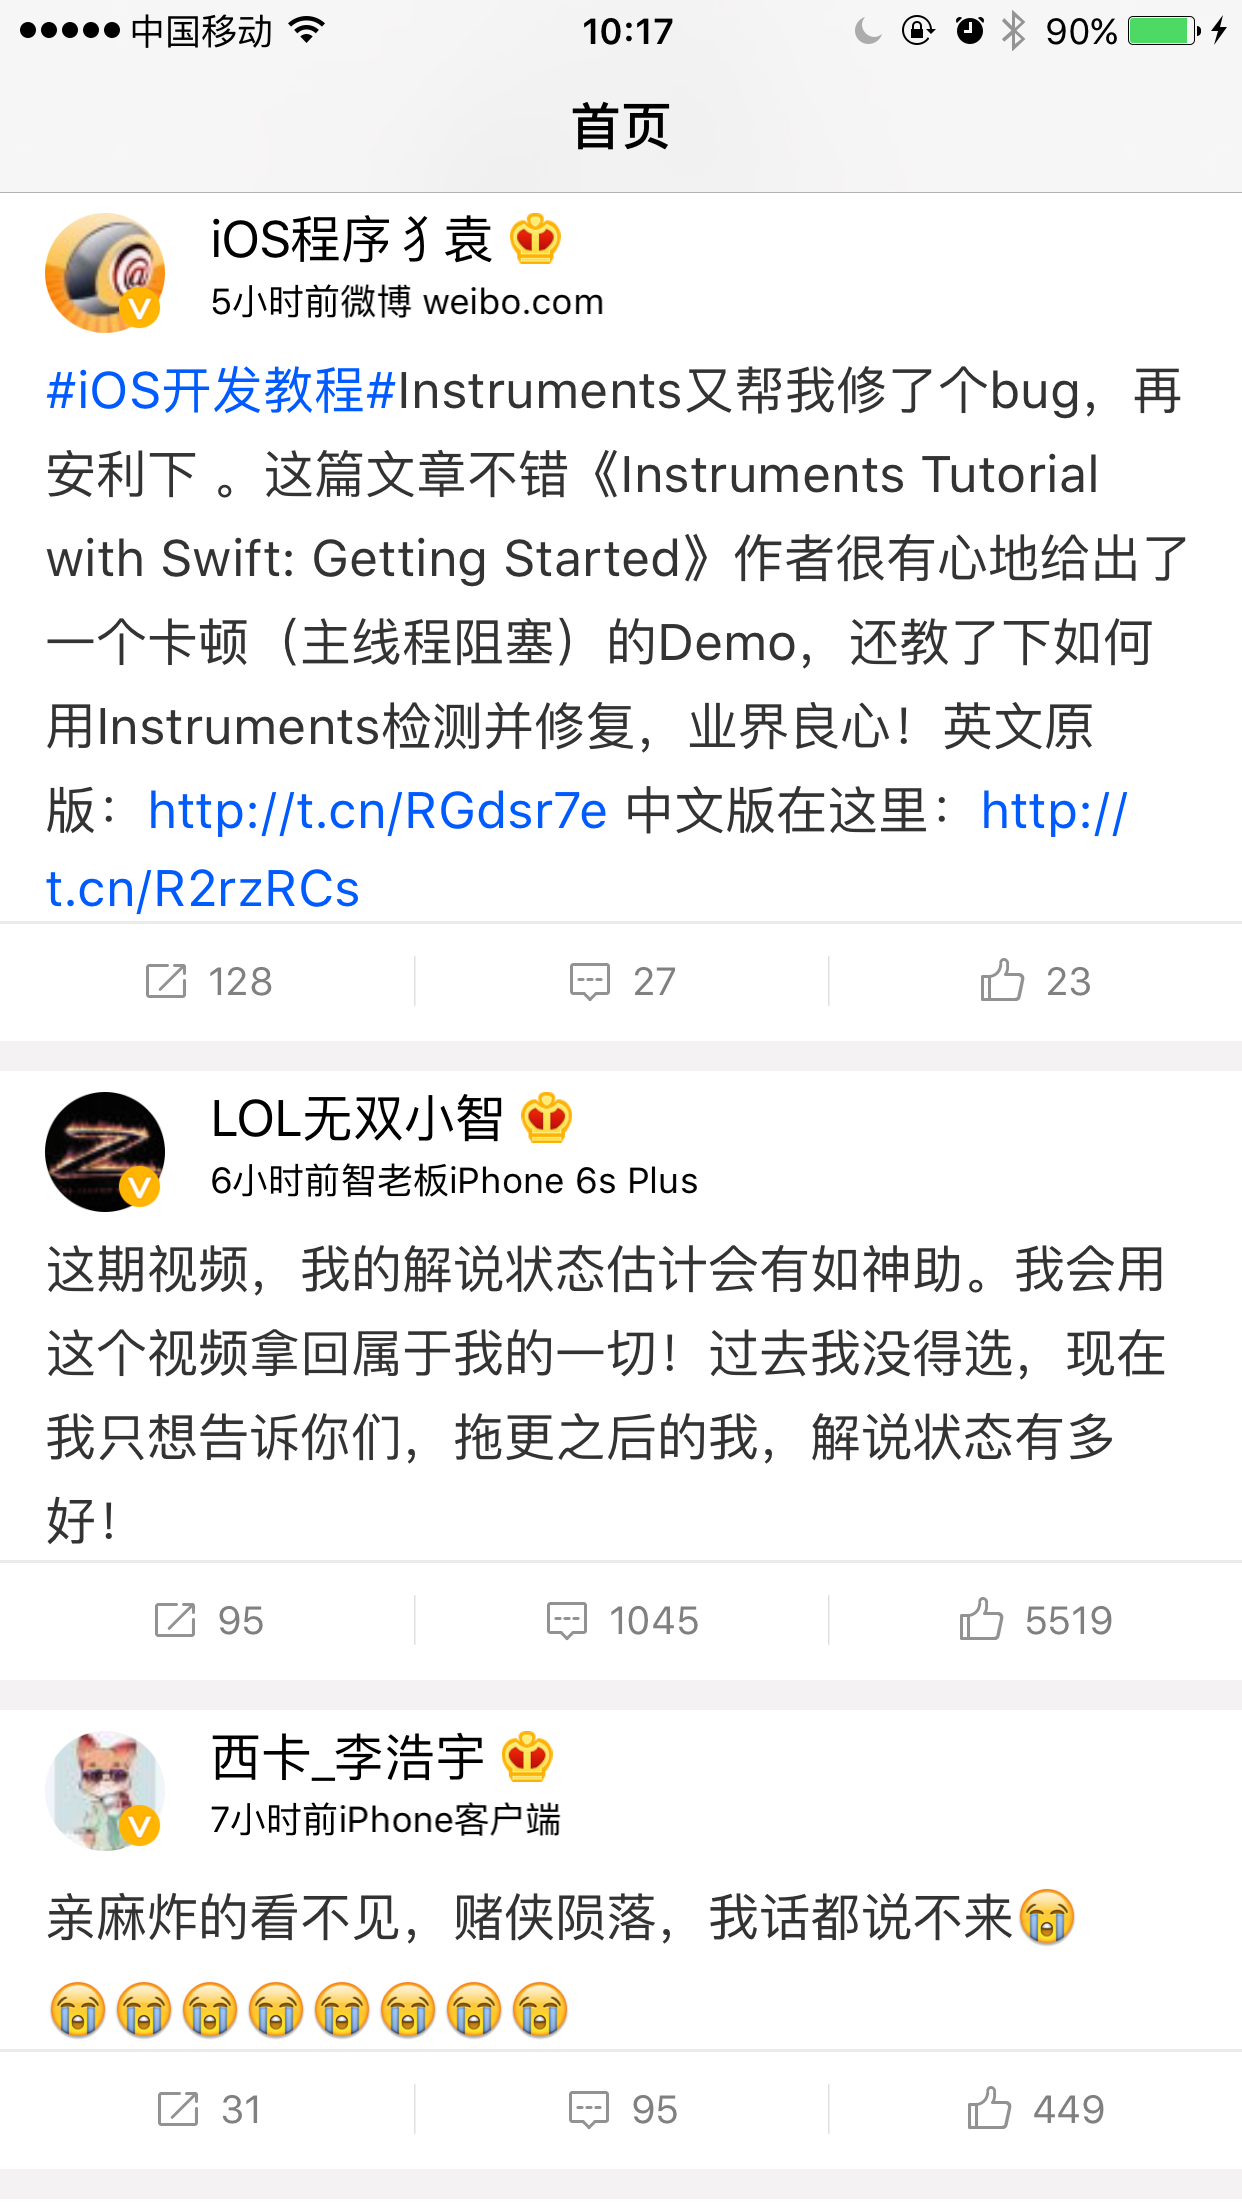 中国移动
10:17
90%
首页
iOS程序犭袁
5小时前微博 weibo.com
#iOS开发教程#Instruments又帮我修了个bug，再
安利下 。这篇文章不错《Instruments Tutorial
with Swift: Getting Started》作者很有心地给出了
一个卡顿（主线程阻塞）的Demo，还教了下如何
用Instruments检测并修复，业界良心！英文原
版：http://t.cn/RGdsr7e 中文版在这里：http://
t.cn/R2rzRCs
128
27
23
LOL无双小智
6小时前智老板iPhone 6s Plus
这期视频，我的解说状态估计会有如神助。我会用
这个视频拿回属于我的一切！过去我没得选，现在
我只想告诉你们，拖更之后的我，解说状态有多
好！
95
1045
5519
西卡_李浩宇
7小时前iPhone客户端
亲麻炸的看不见，赌侠陨落，我话都说不来😭
😭😭😭😭😭😭😭😭
31
95
449